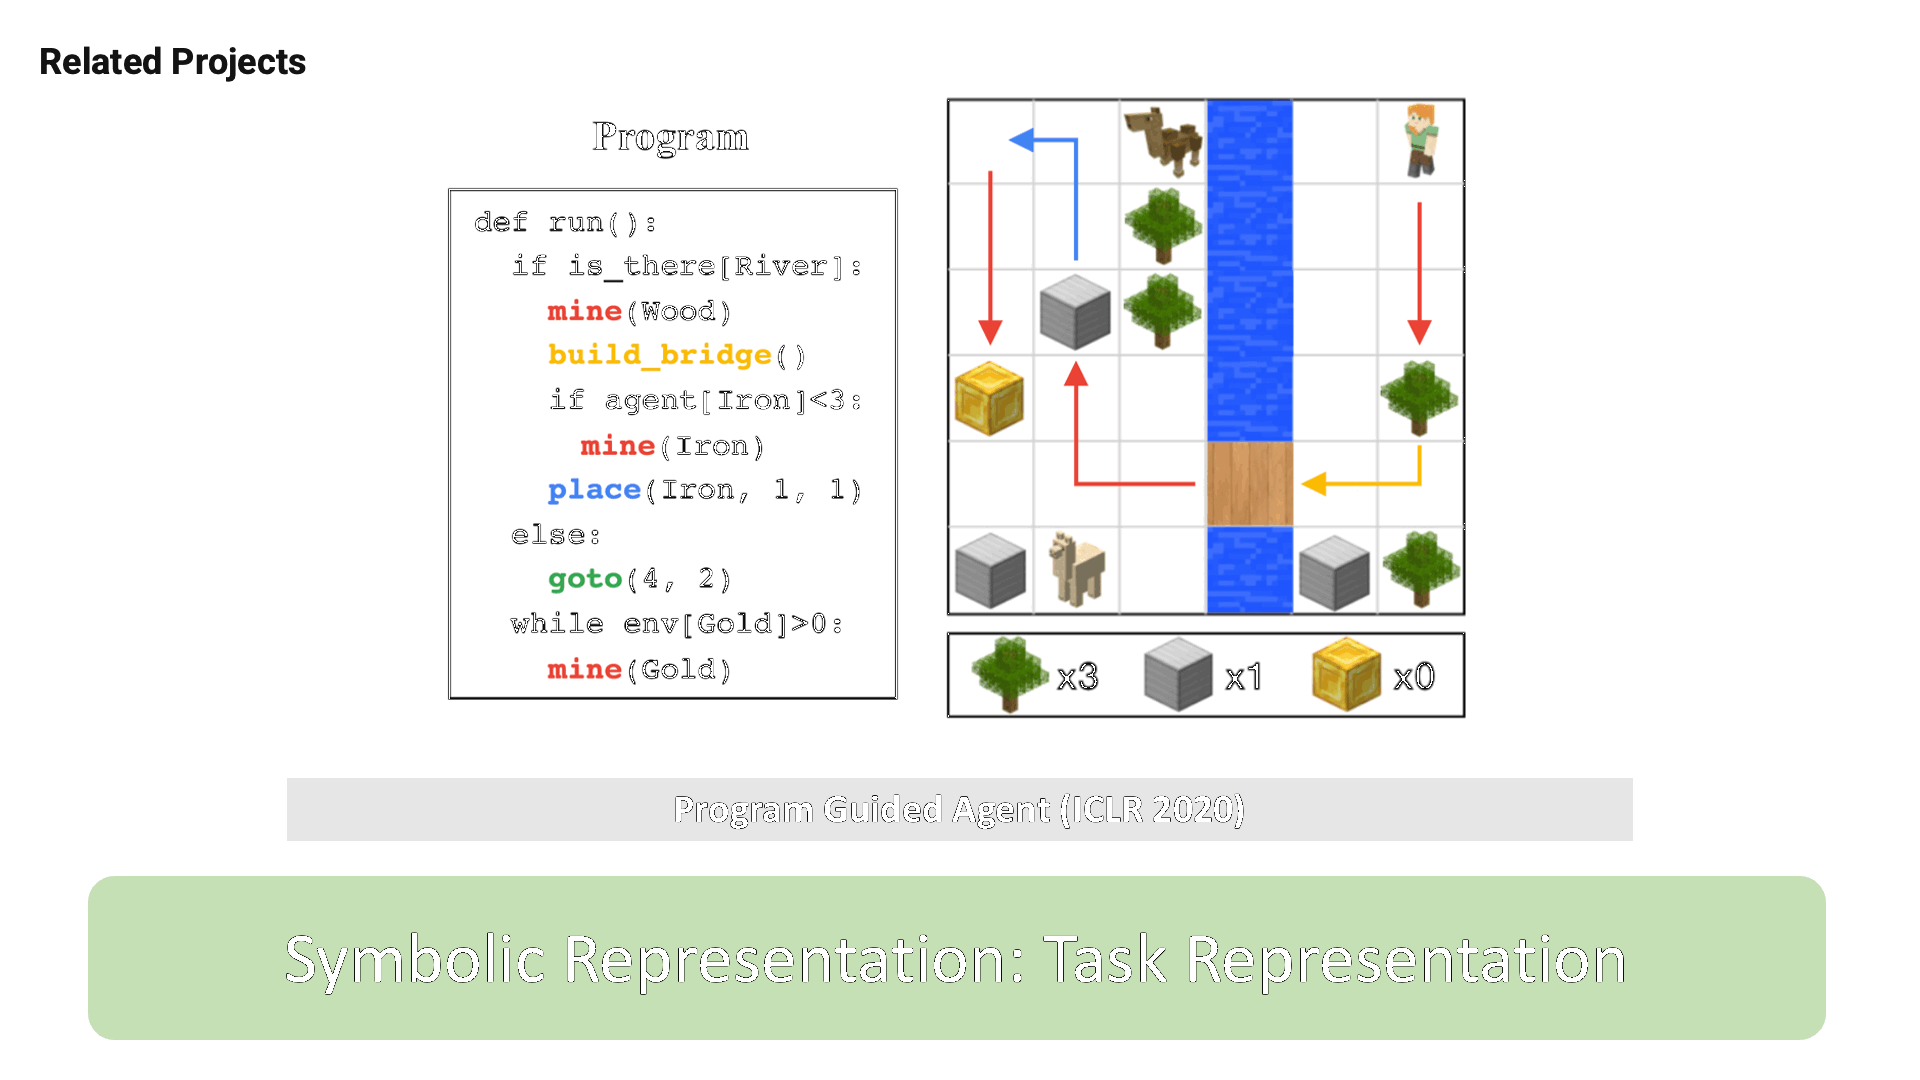 Related Projects
Program
def run():
if is_there[River]:
mine(Wood)
build_bridge()
if agent[Iron]<3:
mine(Iron)
place(Iron, 1, 1)
else:
goto(4, 2)
while env[Gold]>0:
mine(Gold)
x3 x1 x0
Program Guided Agent (ICLR 2020)
Symbolic Representation: Task Representation